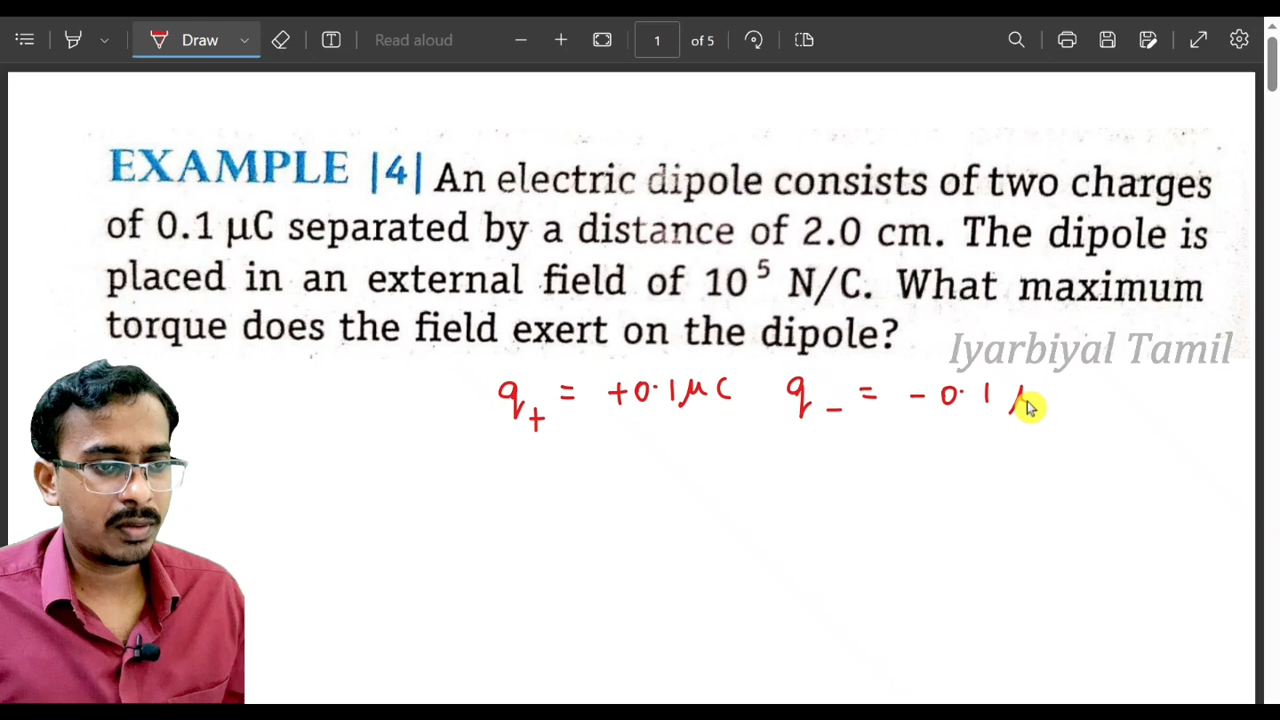 Draw
Read aloud
1 of 5
EXAMPLE |4| An electric dipole consists of two charges
of 0.1 μC separated by a distance of 2.0 cm. The dipole is
placed in an external field of 10⁵ N/C. What maximum
torque does the field exert on the dipole?
Iyarbiyal Tamil
q₊ = +0.1 μC q₋ = -0.1